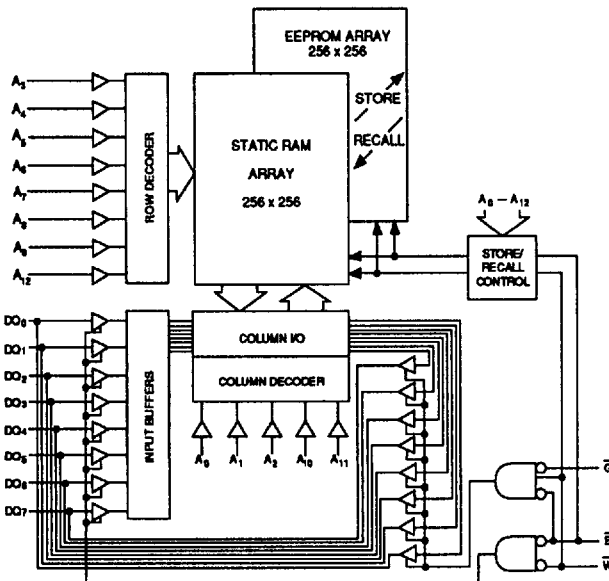 EEPROM ARRAY
256 x 256
STORE
RECALL
STATIC RAM
ARRAY
256 x 256
A3
A4
A5
A6
A7
A8
A9
A12
ROW DECODER
A0 – A12
STORE/
RECALL
CONTROL
DQ0
DQ1
DQ2
DQ3
DQ4
DQ5
DQ6
DQ7
INPUT BUFFERS
COLUMN I/O
COLUMN DECODER
A0
A1
A2
A10
A11